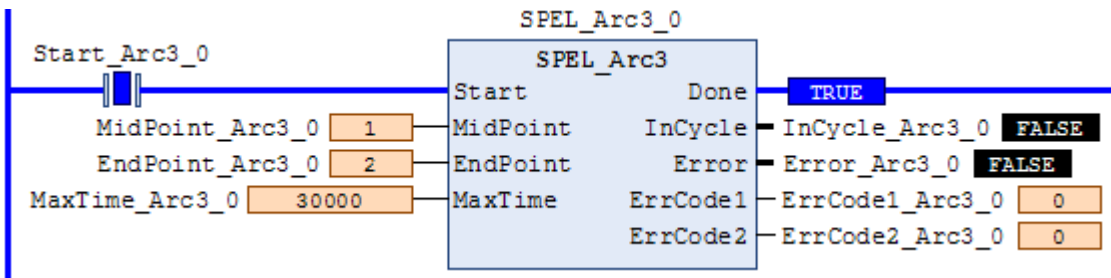 SPEL_Arc3_0
Start_Arc3_0
SPEL_Arc3
Start Done TRUE
MidPoint_Arc3_0 1 MidPoint InCycle InCycle_Arc3_0 FALSE
EndPoint_Arc3_0 2 EndPoint Error Error_Arc3_0 FALSE
MaxTime_Arc3_0 30000 MaxTime ErrCode1 ErrCode1_Arc3_0 0
ErrCode2 ErrCode2_Arc3_0 0